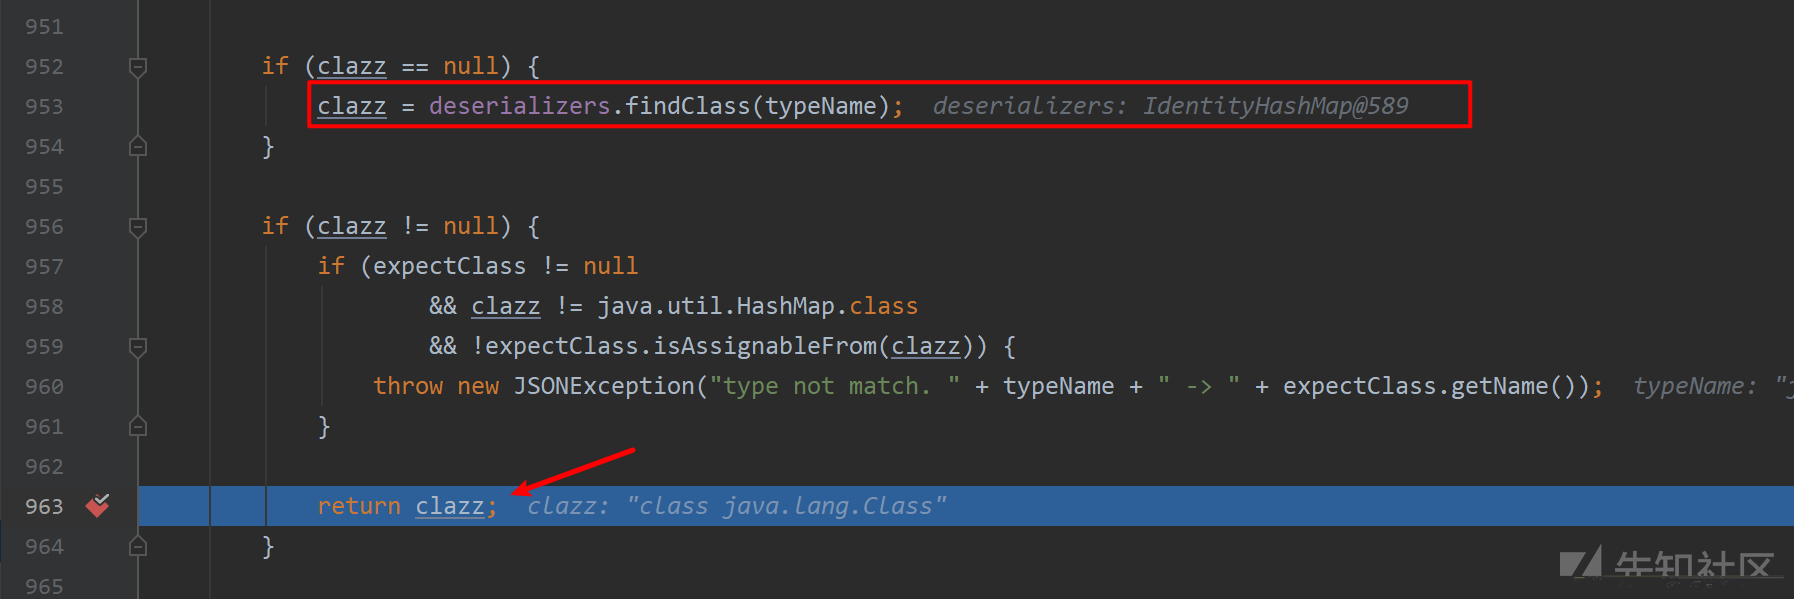 951
952 if (clazz == null) {
953 clazz = deserializers.findClass(typeName); deserializers: IdentityHashMap@589
954 }
955
956 if (clazz != null) {
957 if (expectClass != null
958 && clazz != java.util.HashMap.class
959 && !expectClass.isAssignableFrom(clazz)) {
960 throw new JSONException("type not match. " + typeName + " -> " + expectClass.getName()); typeName: "j
961 }
962
963 return clazz; clazz: "class java.lang.Class"
964 }
965
先知社区